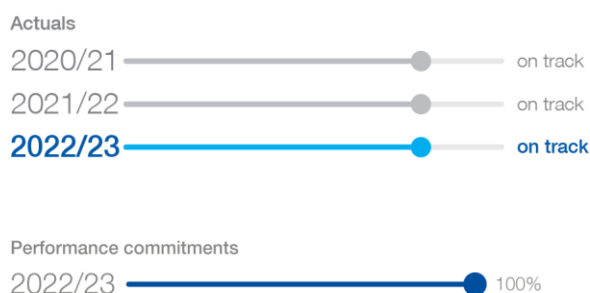 Actuals
2020/21 on track
2021/22 on track
2022/23 on track
Performance commitments
2022/23 100%